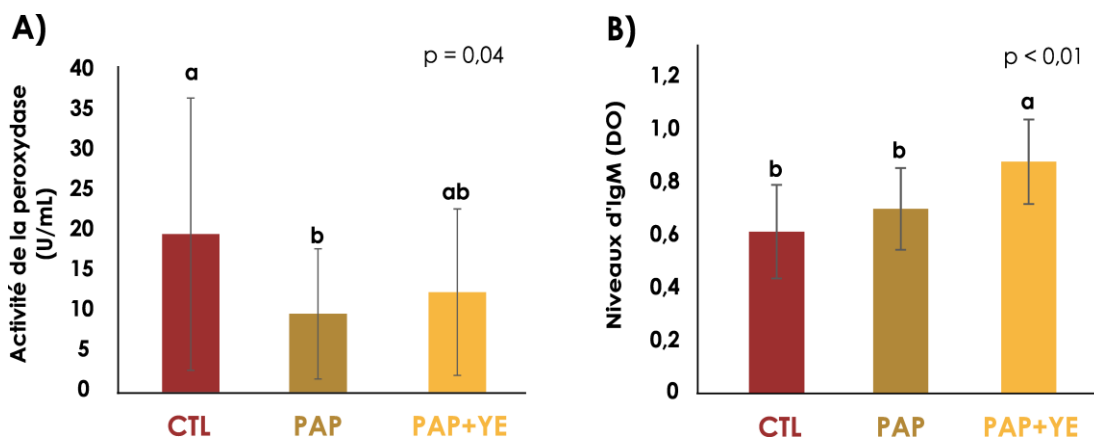 A)
p = 0,04
Activité de la peroxydase
(U/mL)
40
35
30
25
20
15
10
5
0
a
b
ab
CTL
PAP
PAP+YE
B)
p < 0,01
Niveaux d'IgM (DO)
1,2
1,0
0,8
0,6
0,4
0,2
0
b
b
a
CTL
PAP
PAP+YE